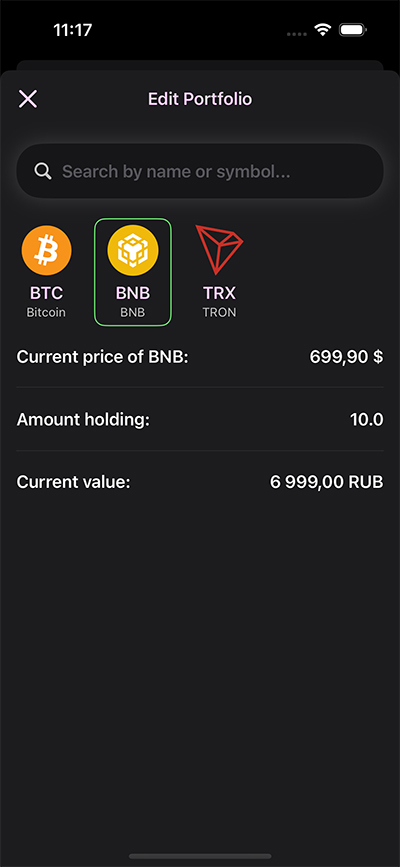 11:17
Edit Portfolio
Search by name or symbol...
BTC BNB TRX
Bitcoin BNB TRON
Current price of BNB: 699,90 $
Amount holding: 10.0
Current value: 6 999,00 RUB